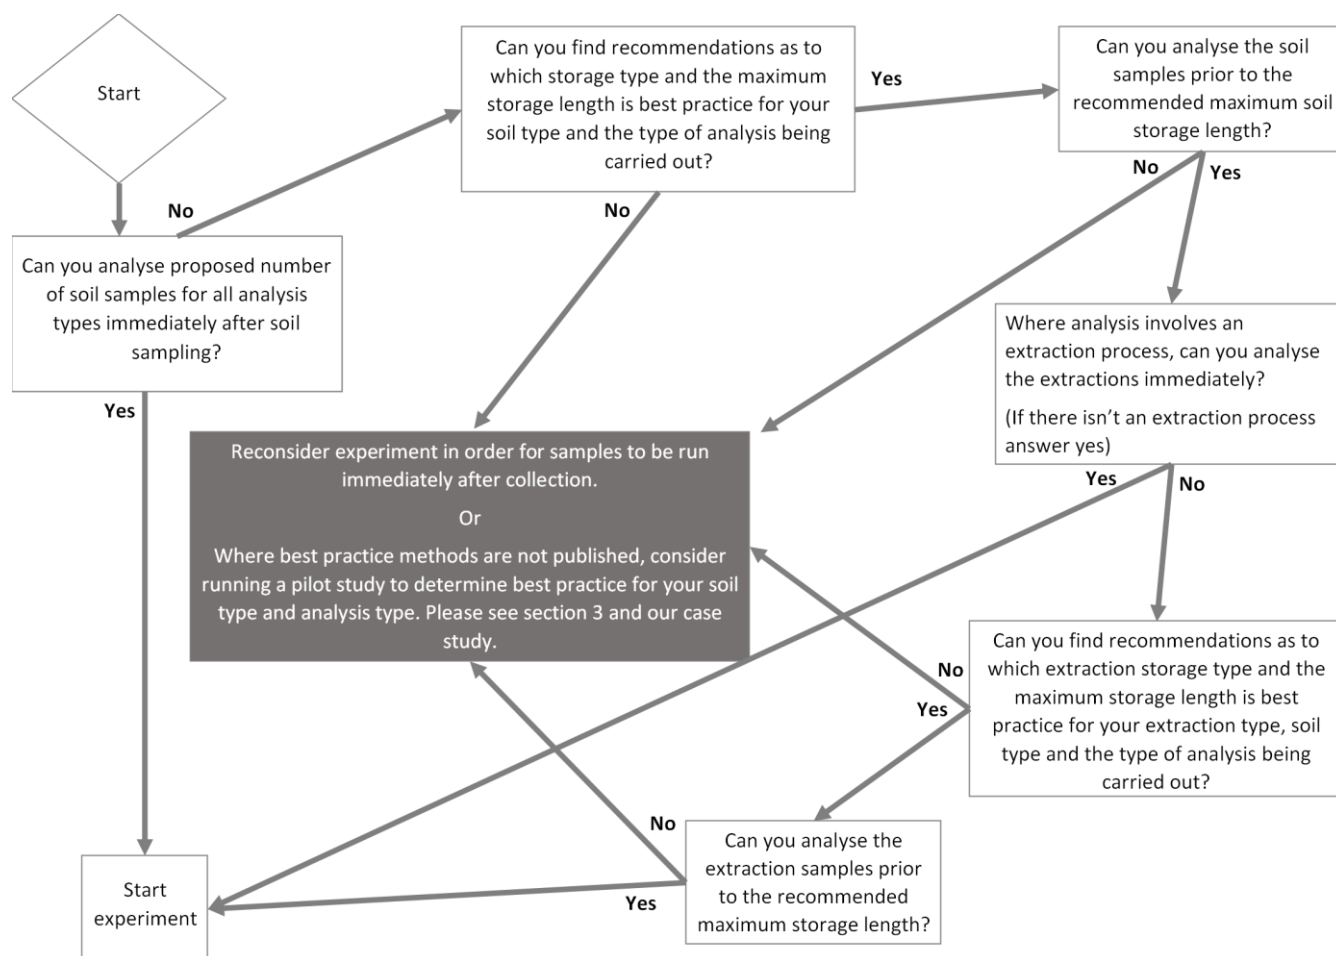 Start
No
Can you find recommendations as to
which storage type and the maximum
storage length is best practice for your
soil type and the type of analysis being
carried out?
Yes
Can you analyse the soil
samples prior to the
recommended maximum soil
storage length?
No
No
Yes
Can you analyse proposed number
of soil samples for all analysis
types immediately after soil
sampling?
Yes
Where analysis involves an
extraction process, can you analyse
the extractions immediately?
(If there isn't an extraction process
answer yes)
Yes
No
Reconsider experiment in order for samples to be run
immediately after collection.
Or
Where best practice methods are not published, consider
running a pilot study to determine best practice for your soil
type and analysis type. Please see section 3 and our case
study.
Can you find recommendations as to
which extraction storage type and the
maximum storage length is best
practice for your extraction type, soil
type and the type of analysis being
carried out?
No
Yes
Can you analyse the
extraction samples prior
to the recommended
maximum storage length?
No
Yes
Start
experiment